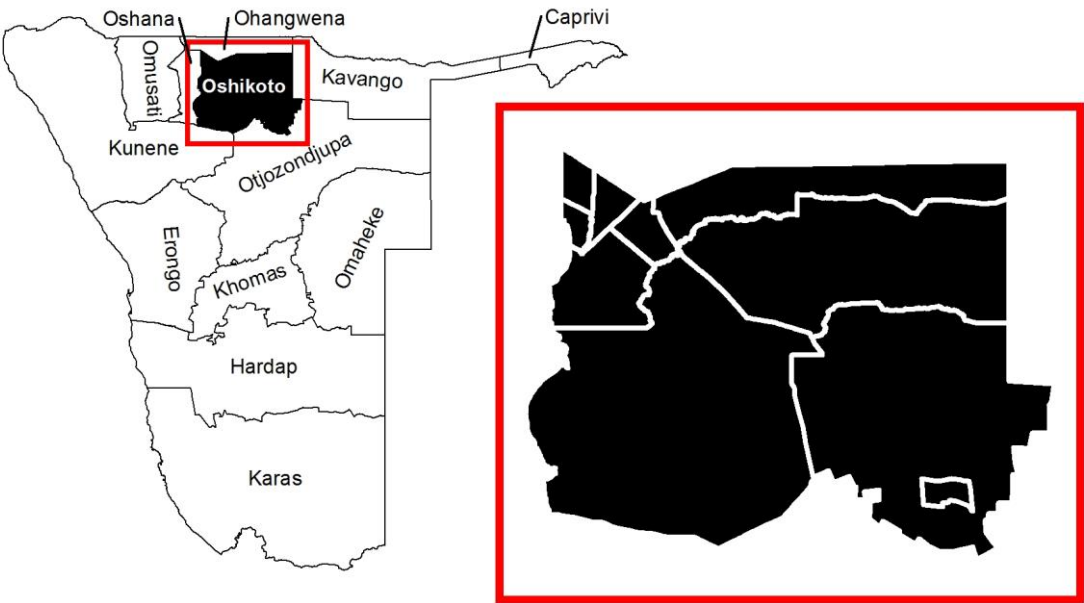 Oshana
Ohangwena
Caprivi
Omusati
Oshikoto
Kavango
Kunene
Otjozondjupa
Erongo
Khomas
Omaheke
Hardap
Karas